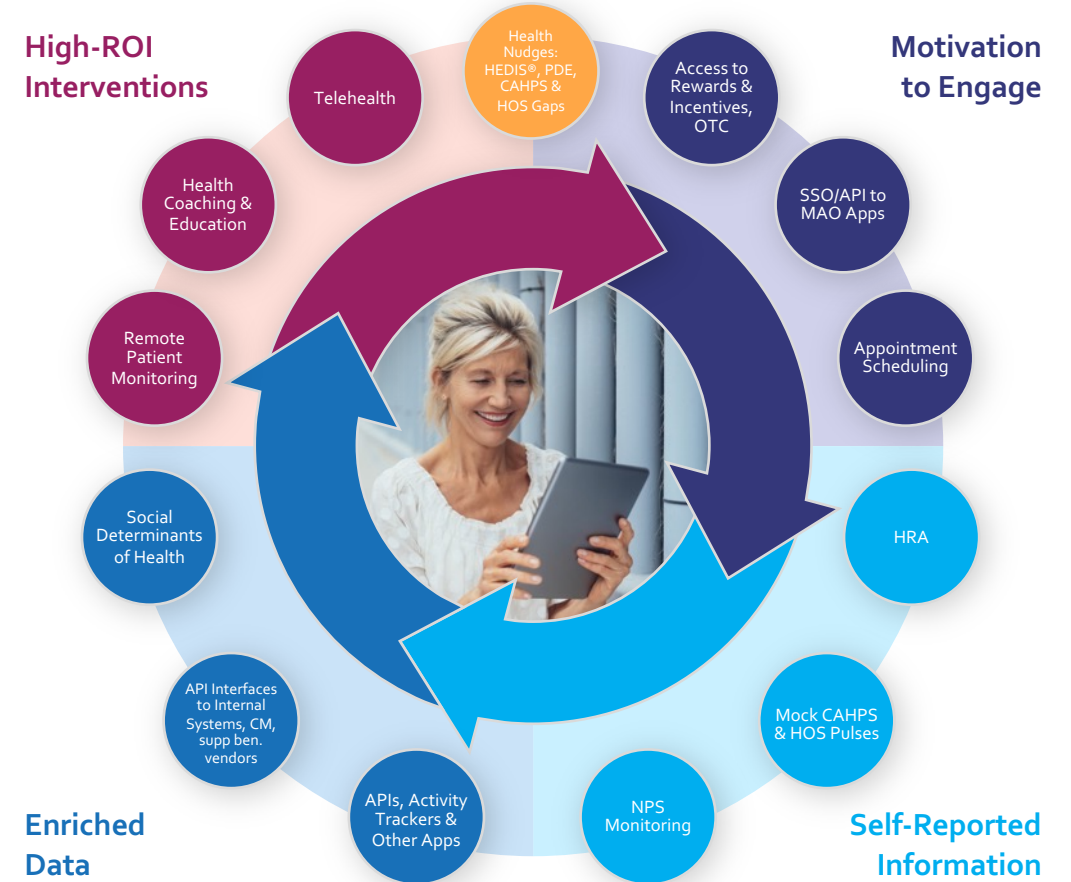 High-ROI
Interventions
Motivation
to Engage
Health
Nudges:
HEDIS®, PDE,
CAHPS &
HOS Gaps
Access to
Rewards &
Incentives,
OTC
SSO/API to
MAO Apps
Appointment
Scheduling
HRA
Mock CAHPS
& HOS Pulses
NPS
Monitoring
APIs, Activity
Trackers &
Other Apps
API Interfaces
to Internal
Systems, CM,
supp ben.
vendors
Social
Determinants
of Health
Remote
Patient
Monitoring
Health
Coaching &
Education
Telehealth
Enriched
Data
Self-Reported
Information